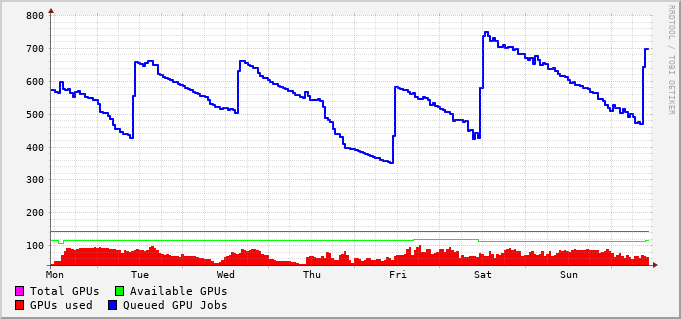 800
700
600
500
400
300
200
100
Mon Tue Wed Thu Fri Sat Sun
Total GPUs Available GPUs
GPUs used Queued GPU Jobs
RRDTOOL / TOBI OETIKER